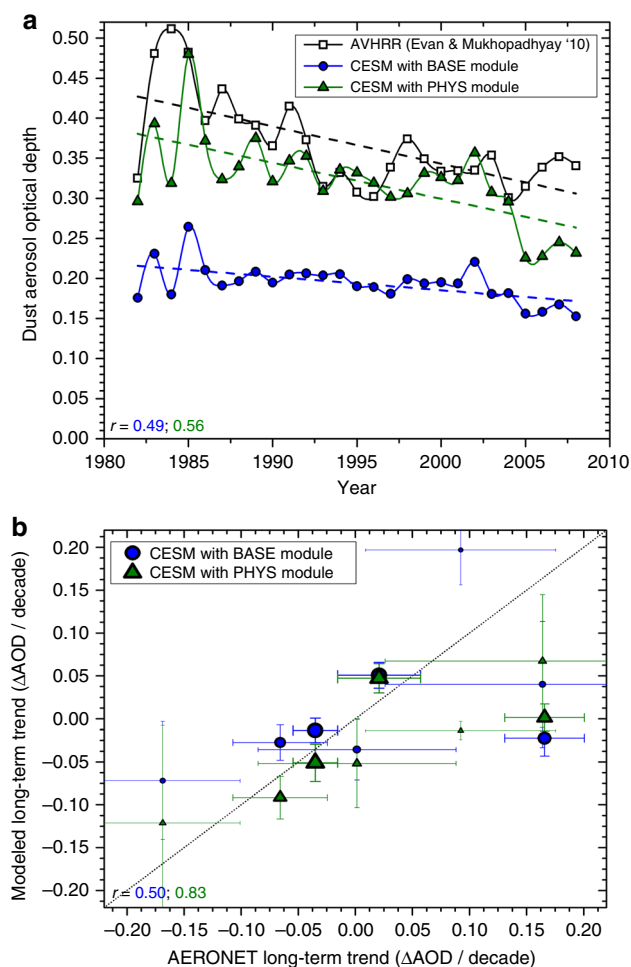 a
AVHRR (Evan & Mukhopadhyay '10)
CESM with BASE module
CESM with PHYS module
Dust aerosol optical depth
0.50
0.45
0.40
0.35
0.30
0.25
0.20
0.15
0.10
0.05
0.00
r = 0.49; 0.56
1980 1985 1990 1995 2000 2005 2010
Year
b
CESM with BASE module
CESM with PHYS module
Modeled long-term trend (ΔAOD / decade)
0.20
0.15
0.10
0.05
0.00
−0.05
−0.10
−0.15
−0.20
r = 0.50; 0.83
−0.20 −0.15 −0.10 −0.05 0.00 0.05 0.10 0.15 0.20
AERONET long-term trend (ΔAOD / decade)